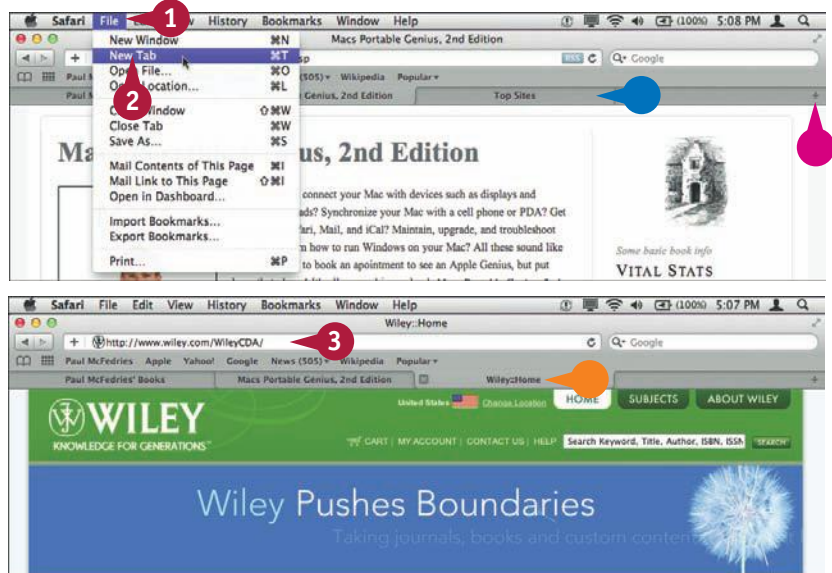 Safari File History Bookmarks Window Help (100%) 5:08 PM
1
New Window ⌘N
Macs Portable Genius, 2nd Edition
New Tab ⌘T
RSS
Google
Open File... ⌘O
Paul (505) Wikipedia Popular
Location... ⌘L
Paul Genius, 2nd Edition Top Sites +
2
Window ⇧⌘W
Close Tab ⌘W
Save As... ⌘S
Mail Contents of This Page ⌘I
Mail Link to This Page ⇧⌘I
Open in Dashboard...
Import Bookmarks...
Export Bookmarks...
Print... ⌘P
Ma us, 2nd Edition
connect your Mac with devices such as displays and
ads? Synchronize your Mac with a cell phone or PDA? Get
ari, Mail, and iCal? Maintain, upgrade, and troubleshoot
how to run Windows on your Mac? All these sound like
to book an apointment to see an Apple Genius, but put
Some basic book info
VITAL STATS
Safari File Edit View History Bookmarks Window Help (100%) 5:07 PM
Wiley::Home
+ http://www.wiley.com/WileyCDA/ Google
3
Paul McFedries Apple Yahoo! Google News (505) Wikipedia Popular
Paul McFedries' Books Macs Portable Genius, 2nd Edition Wiley::Home +
WILEY
KNOWLEDGE FOR GENERATIONS™
United States Change Location HOME SUBJECTS ABOUT WILEY
CART | MY ACCOUNT | CONTACT US | HELP Search Keyword, Title, Author, ISBN, ISSN SEARCH
Wiley Pushes Boundaries
Taking journals, books and custom content